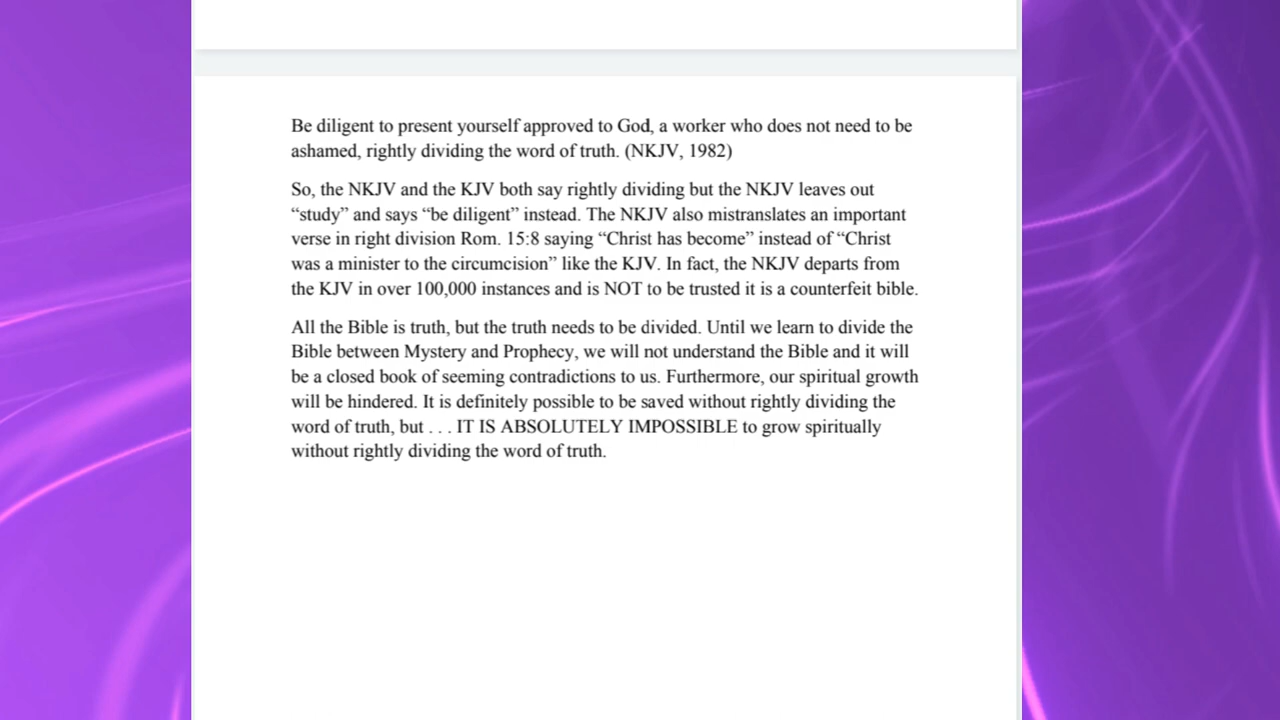 Be diligent to present yourself approved to God, a worker who does not need to be
ashamed, rightly dividing the word of truth. (NKJV, 1982)
So, the NKJV and the KJV both say rightly dividing but the NKJV leaves out
“study” and says “be diligent” instead. The NKJV also mistranslates an important
verse in right division Rom. 15:8 saying “Christ has become” instead of “Christ
was a minister to the circumcision” like the KJV. In fact, the NKJV departs from
the KJV in over 100,000 instances and is NOT to be trusted it is a counterfeit bible.
All the Bible is truth, but the truth needs to be divided. Until we learn to divide the
Bible between Mystery and Prophecy, we will not understand the Bible and it will
be a closed book of seeming contradictions to us. Furthermore, our spiritual growth
will be hindered. It is definitely possible to be saved without rightly dividing the
word of truth, but . . . IT IS ABSOLUTELY IMPOSSIBLE to grow spiritually
without rightly dividing the word of truth.